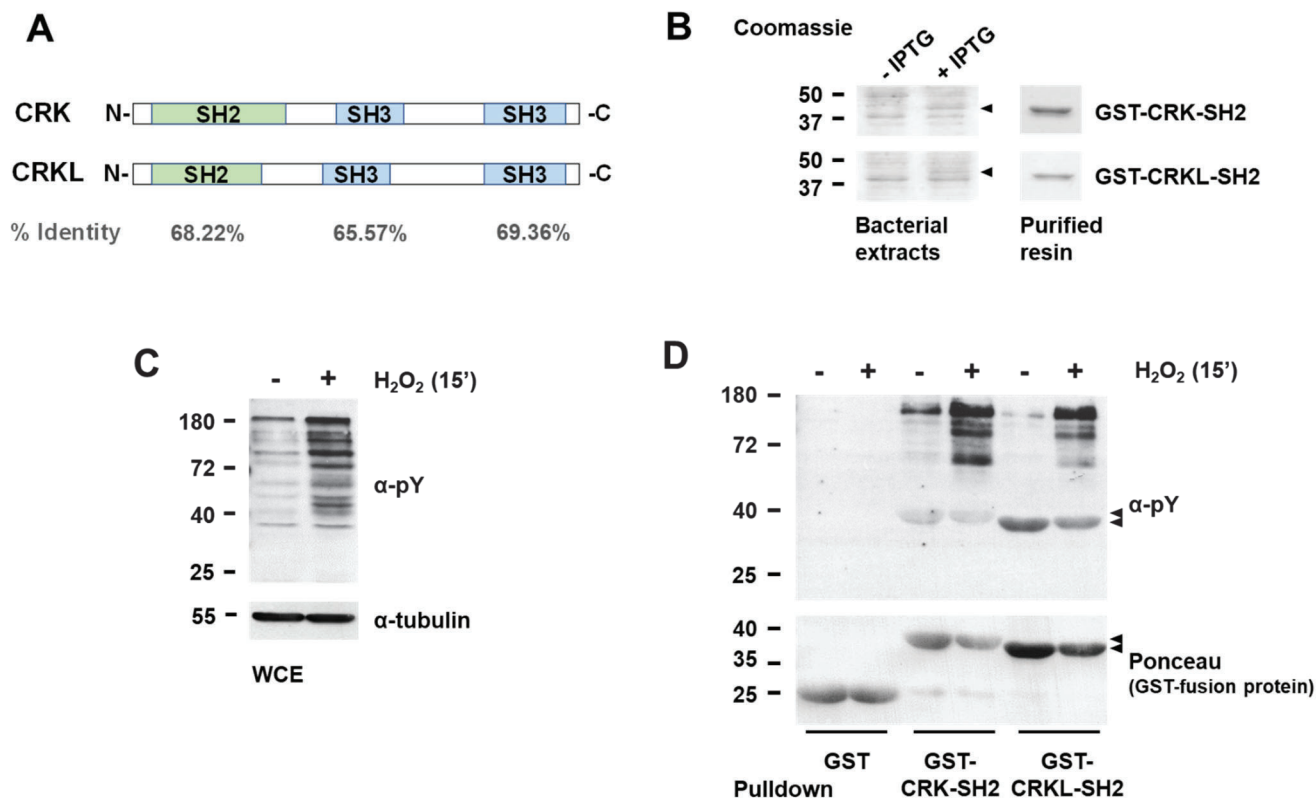 A
CRK N- SH2 SH3 SH3 -C
CRKL N- SH2 SH3 SH3 -C
% Identity 68.22% 65.57% 69.36%
B
Coomassie
- IPTG
+ IPTG
50
37
GST-CRK-SH2
50
37
GST-CRKL-SH2
Bacterial
extracts
Purified
resin
C
- + H₂O₂ (15’)
180
72
40
25
α-pY
55
α-tubulin
WCE
D
- + - + - + H₂O₂ (15’)
180
72
40
25
α-pY
40
35
25
Ponceau
(GST-fusion protein)
Pulldown
GST
GST-
CRK-SH2
GST-
CRKL-SH2